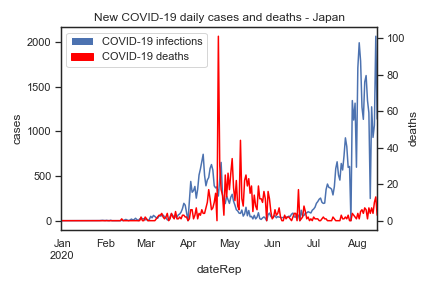 New COVID-19 daily cases and deaths - Japan
COVID-19 infections
COVID-19 deaths
cases
2000
1500
1000
500
0
deaths
100
80
60
40
20
0
Jan Feb Mar Apr May Jun Jul Aug
2020
dateRep